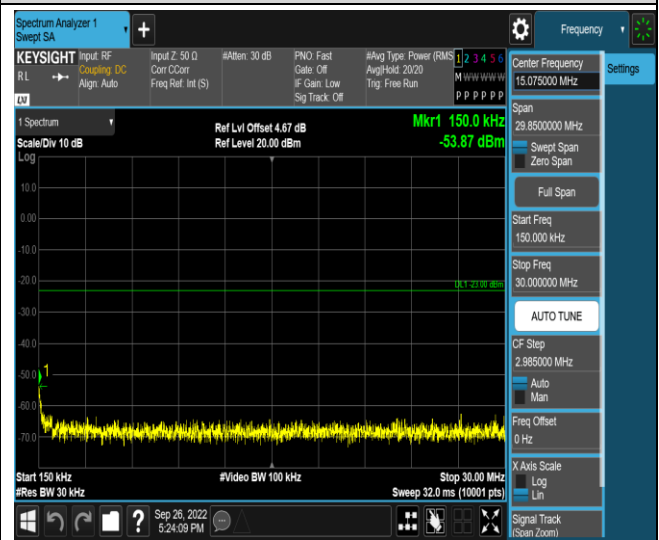 Spectrum Analyzer 1
Swept SA
+
Frequency
KEYSIGHT
RL
LXI
Input: RF
Coupling: DC
Align: Auto
Input Z: 50 Ω
Corr CCorr
Freq Ref: Int (S)
#Atten: 30 dB
PNO: Fast
Gate: Off
IF Gain: Low
Sig Track: Off
#Avg Type: Power (RMS
Avg|Hold: 20/20
Trig: Free Run
1 2 3 4 5 6
M W W W W W
P P P P P P
1 Spectrum
Scale/Div 10 dB
Log
Ref Lvl Offset 4.67 dB
Ref Level 20.00 dBm
Mkr1 150.0 kHz
-53.87 dBm
10.0
0.00
-10.0
-20.0
DL1 -23.00 dBm
-30.0
-40.0
-50.0
1
-60.0
-70.0
Start 150 kHz
#Res BW 30 kHz
#Video BW 100 kHz
Stop 30.00 MHz
Sweep 32.0 ms (10001 pts)
?
Sep 26, 2022
5:24:09 PM
Center Frequency
15.075000 MHz
Settings
Span
29.8500000 MHz
Swept Span
Zero Span
Full Span
Start Freq
150.000 kHz
Stop Freq
30.000000 MHz
AUTO TUNE
CF Step
2.985000 MHz
Auto
Man
Freq Offset
0 Hz
X Axis Scale
Log
Lin
Signal Track
(Span Zoom)